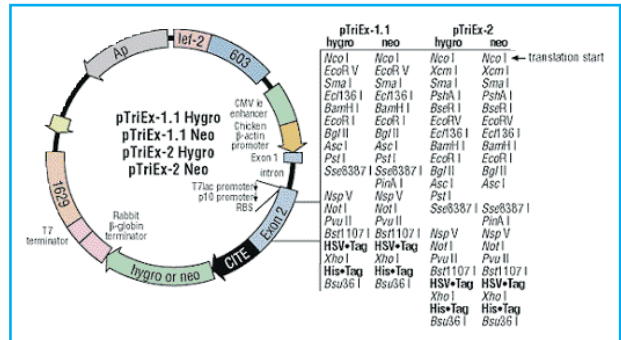 Ap
lef-2
603
pTriEx-1.1 Hygro
pTriEx-1.1 Neo
pTriEx-2 Hygro
pTriEx-2 Neo
CMV ie
enhancer
Chicken
β-actin
promoter
Exon 1
intron
T7lac promoter
p10 promoter
RBS
Exon 2
CITE
hygro or neo
Rabbit
β-globin
terminator
T7
terminator
1629
pTriEx-1.1 pTriEx-2
hygro neo hygro neo
Nco I Nco I Nco I Nco I translation start
EcoR V EcoR V Xcm I Xcm I
Sma I Sma I Sma I Sma I
Ecl136 I Ecl136 I PshA I PshA I
BamH I BamH I BseR I BseR I
EcoR I EcoR I EcoRV EcoRV
Bgl II Bgl II Ecl136 I Ecl136 I
Asc I Asc I BamH I BamH I
Pst I Pst I EcoR I EcoR I
Sse8387 I Sse8387 I Bgl II Bgl II
PinA I Asc I Asc I
Nsp V Nsp V Pst I
Not I Not I Sse8387 I Sse8387 I
Pvu II Pvu II PinA I
Bst1107 I Bst1107 I Nsp V Nsp V
HSV•Tag HSV•Tag Not I Not I
Xho I Xho I Pvu II Pvu II
His•Tag His•Tag Bst1107 I Bst1107 I
Bsu36 I Bsu36 I HSV•Tag HSV•Tag
Xho I Xho I
His•Tag His•Tag
Bsu36 I Bsu36 I